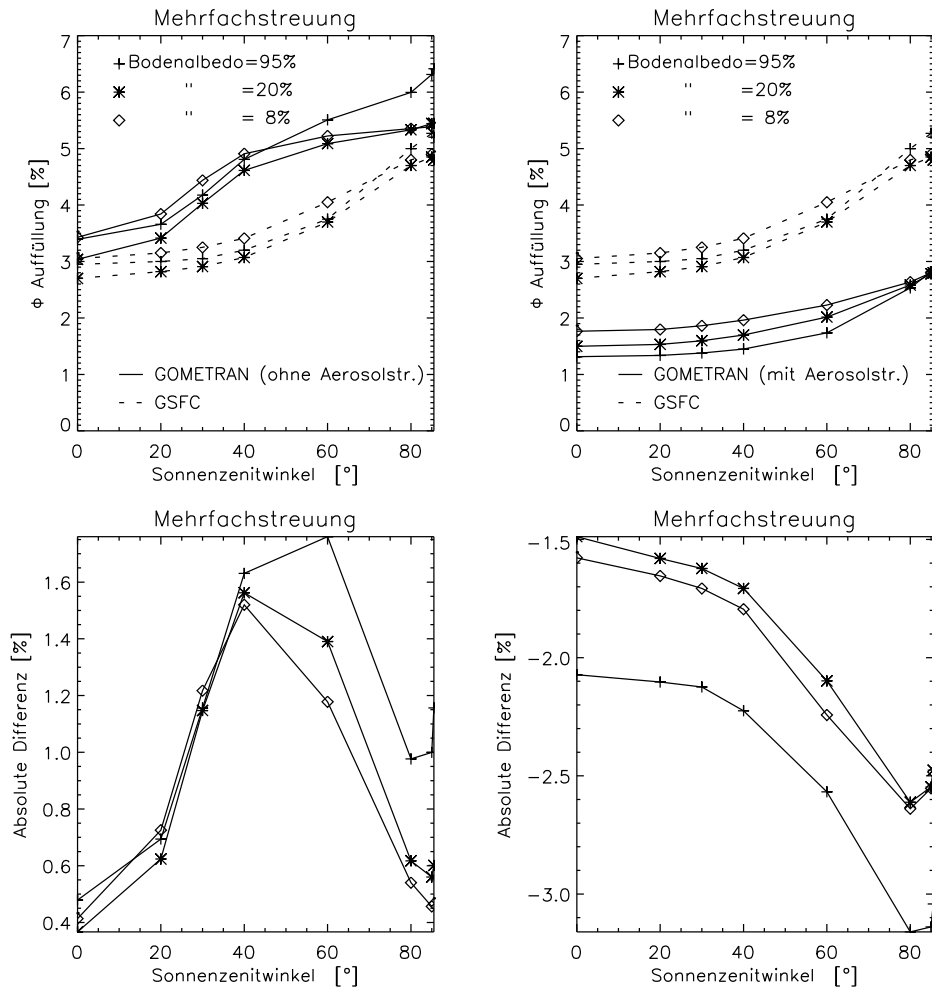 Mehrfachstreuung
Φ Auffüllung [%]
7
6
5
4
3
2
1
0
+ Bodenalbedo=95%
" =20%
" = 8%
GOMETRAN (ohne Aerosolstr.)
GSFC
0 20 40 60 80
Sonnenzenitwinkel [°]
Mehrfachstreuung
Φ Auffüllung [%]
7
6
5
4
3
2
1
0
+ Bodenalbedo=95%
" =20%
" = 8%
GOMETRAN (mit Aerosolstr.)
GSFC
0 20 40 60 80
Sonnenzenitwinkel [°]
Mehrfachstreuung
Absolute Differenz [%]
1.6
1.4
1.2
1.0
0.8
0.6
0.4
0 20 40 60 80
Sonnenzenitwinkel [°]
Mehrfachstreuung
Absolute Differenz [%]
−1.5
−2.0
−2.5
−3.0
0 20 40 60 80
Sonnenzenitwinkel [°]